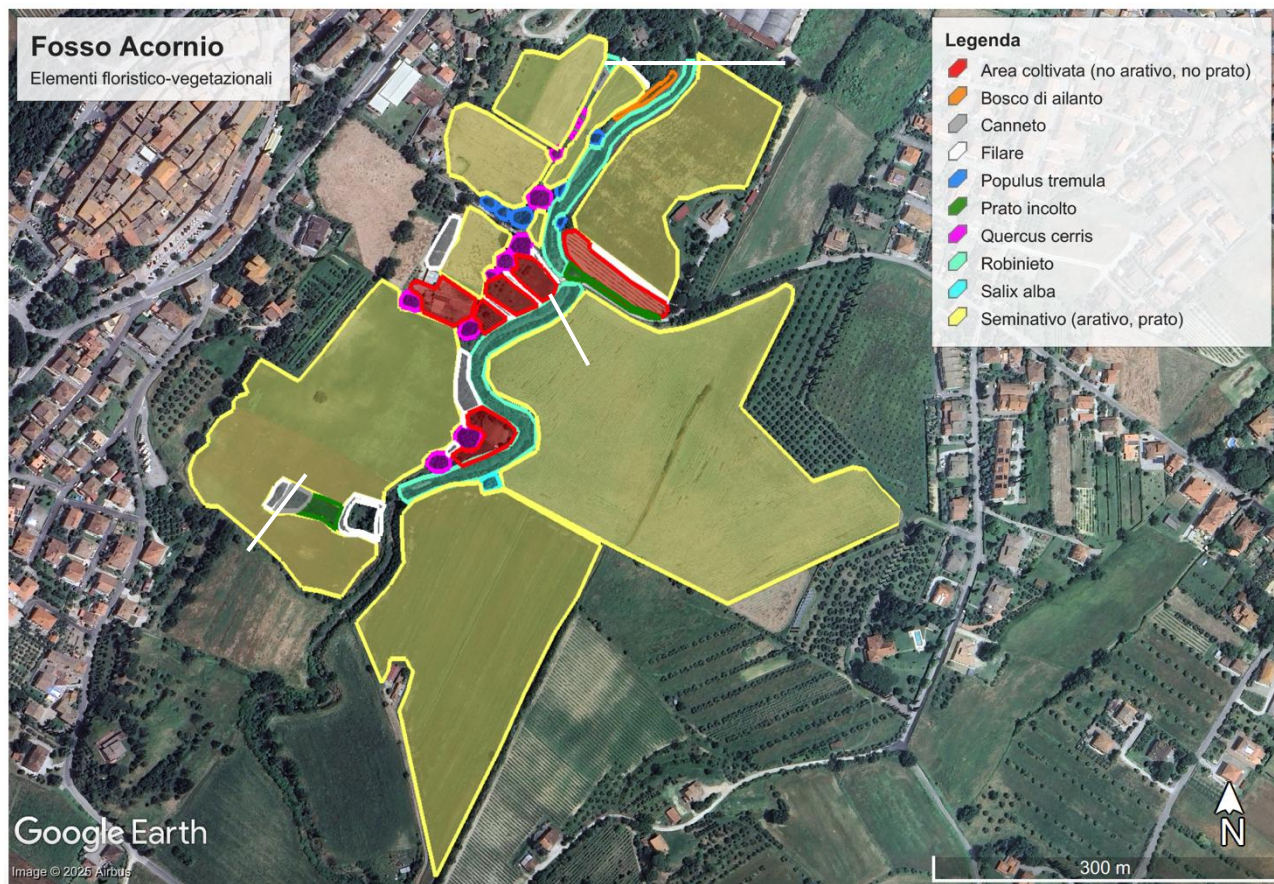 Fosso Acornio
Elementi floristico-vegetazionali
Legenda
Area coltivata (no arativo, no prato)
Bosco di ailanto
Canneto
Filare
Populus tremula
Prato incolto
Quercus cerris
Robinieto
Salix alba
Seminativo (arativo, prato)
Google Earth
Image © 2025 Airbus
300 m
N